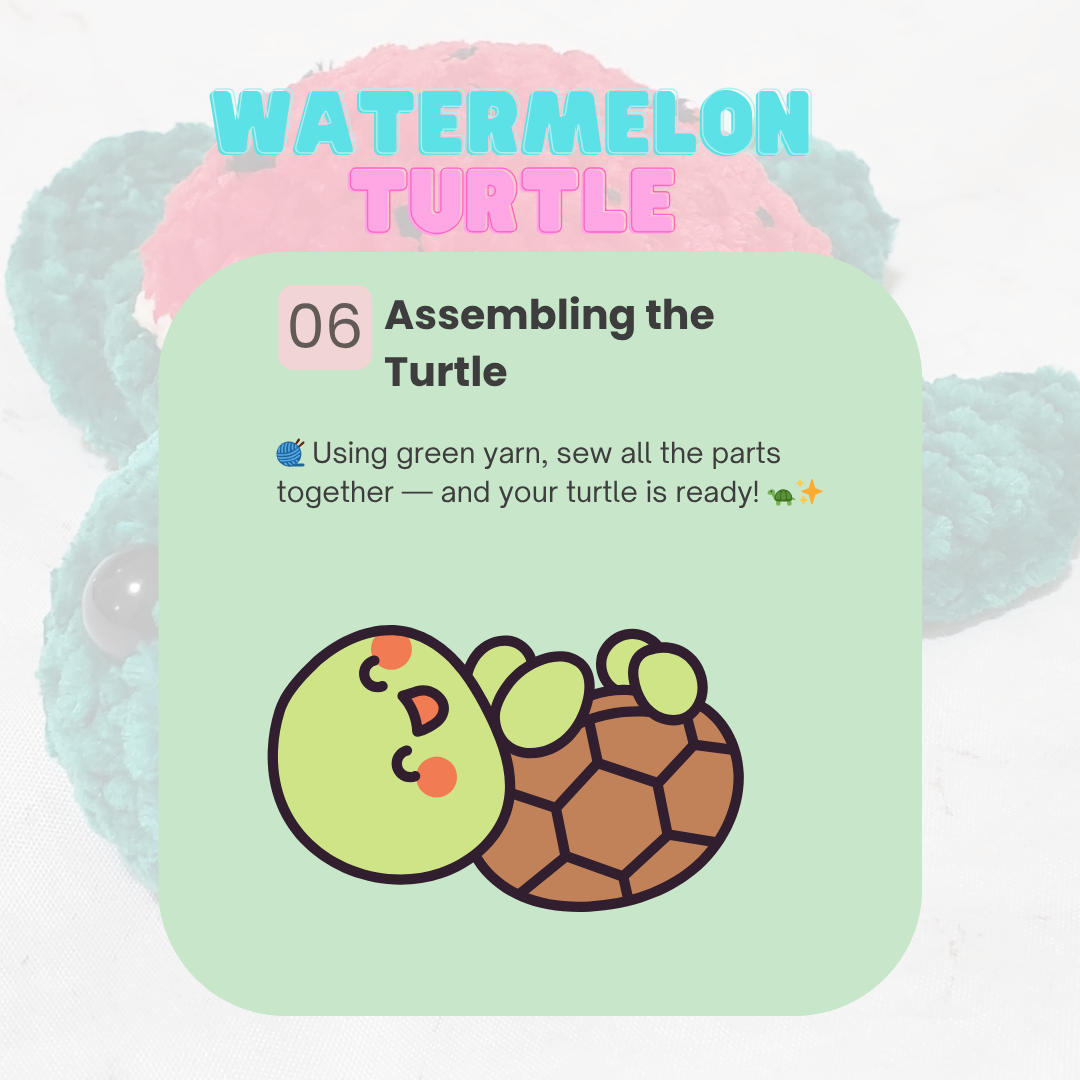 WATERMELON
TURTLE
06 Assembling the
Turtle
🧶 Using green yarn, sew all the parts
together — and your turtle is ready! 🐢✨